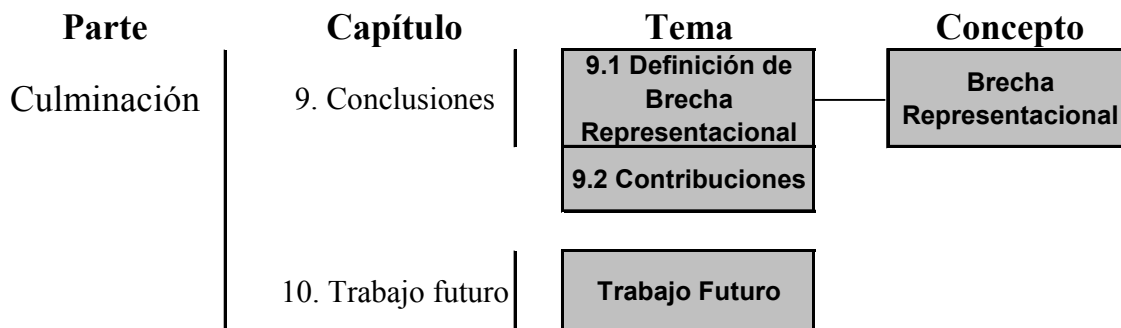 Parte Capítulo Tema Concepto
Culminación
9. Conclusiones
9.1 Definición de
Brecha
Representacional
Brecha
Representacional
9.2 Contribuciones
10. Trabajo futuro
Trabajo Futuro